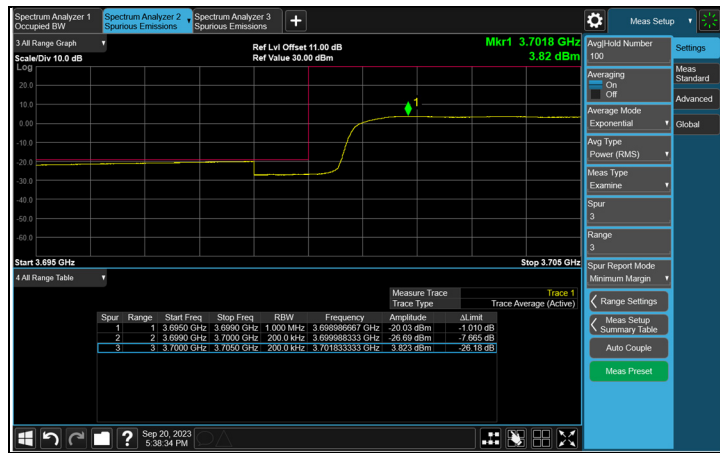 Spectrum Analyzer 1
Occupied BW
Spectrum Analyzer 2
Spurious Emissions
Spectrum Analyzer 3
Spurious Emissions
+
Meas Setup
3 All Range Graph
Scale/Div 10.0 dB
Ref Lvl Offset 11.00 dB
Ref Value 30.00 dBm
Mkr1 3.7018 GHz
3.82 dBm
Log
20.0
10.0
0.00
-10.0
-20.0
-30.0
-40.0
-50.0
-60.0
1
Start 3.695 GHz
Stop 3.705 GHz
4 All Range Table
Measure Trace Trace 1
Trace Type Trace Average (Active)
Spur Range Start Freq Stop Freq RBW Frequency Amplitude ΔLimit
1 1 3.6950 GHz 3.6990 GHz 1.000 MHz 3.698986667 GHz -20.03 dBm -1.010 dB
2 2 3.6990 GHz 3.7000 GHz 200.0 kHz 3.699988333 GHz -26.69 dBm -7.665 dB
3 3 3.7000 GHz 3.7050 GHz 200.0 kHz 3.701833333 GHz 3.823 dBm -26.18 dB
Avg|Hold Number
100
Averaging
On
Off
Average Mode
Exponential
Avg Type
Power (RMS)
Meas Type
Examine
Spur
3
Range
3
Spur Report Mode
Minimum Margin
Range Settings
Meas Setup
Summary Table
Auto Couple
Meas Preset
Settings
Meas
Standard
Advanced
Global
?
Sep 20, 2023
5:38:34 PM